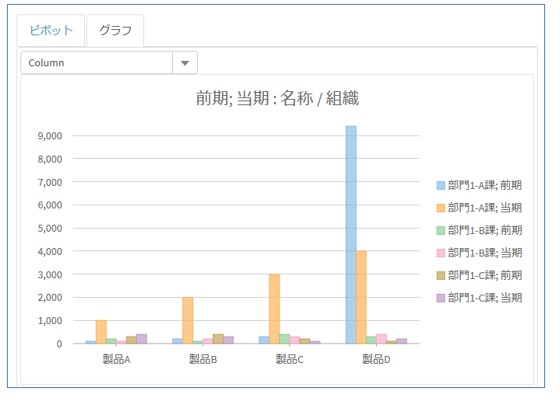 ピボット
グラフ
Column
前期; 当期 : 名称 / 組織
9,000
8,000
7,000
6,000
5,000
4,000
3,000
2,000
1,000
0
製品A
製品B
製品C
製品D
部門1-A課; 前期
部門1-A課; 当期
部門1-B課; 前期
部門1-B課; 当期
部門1-C課; 前期
部門1-C課; 当期